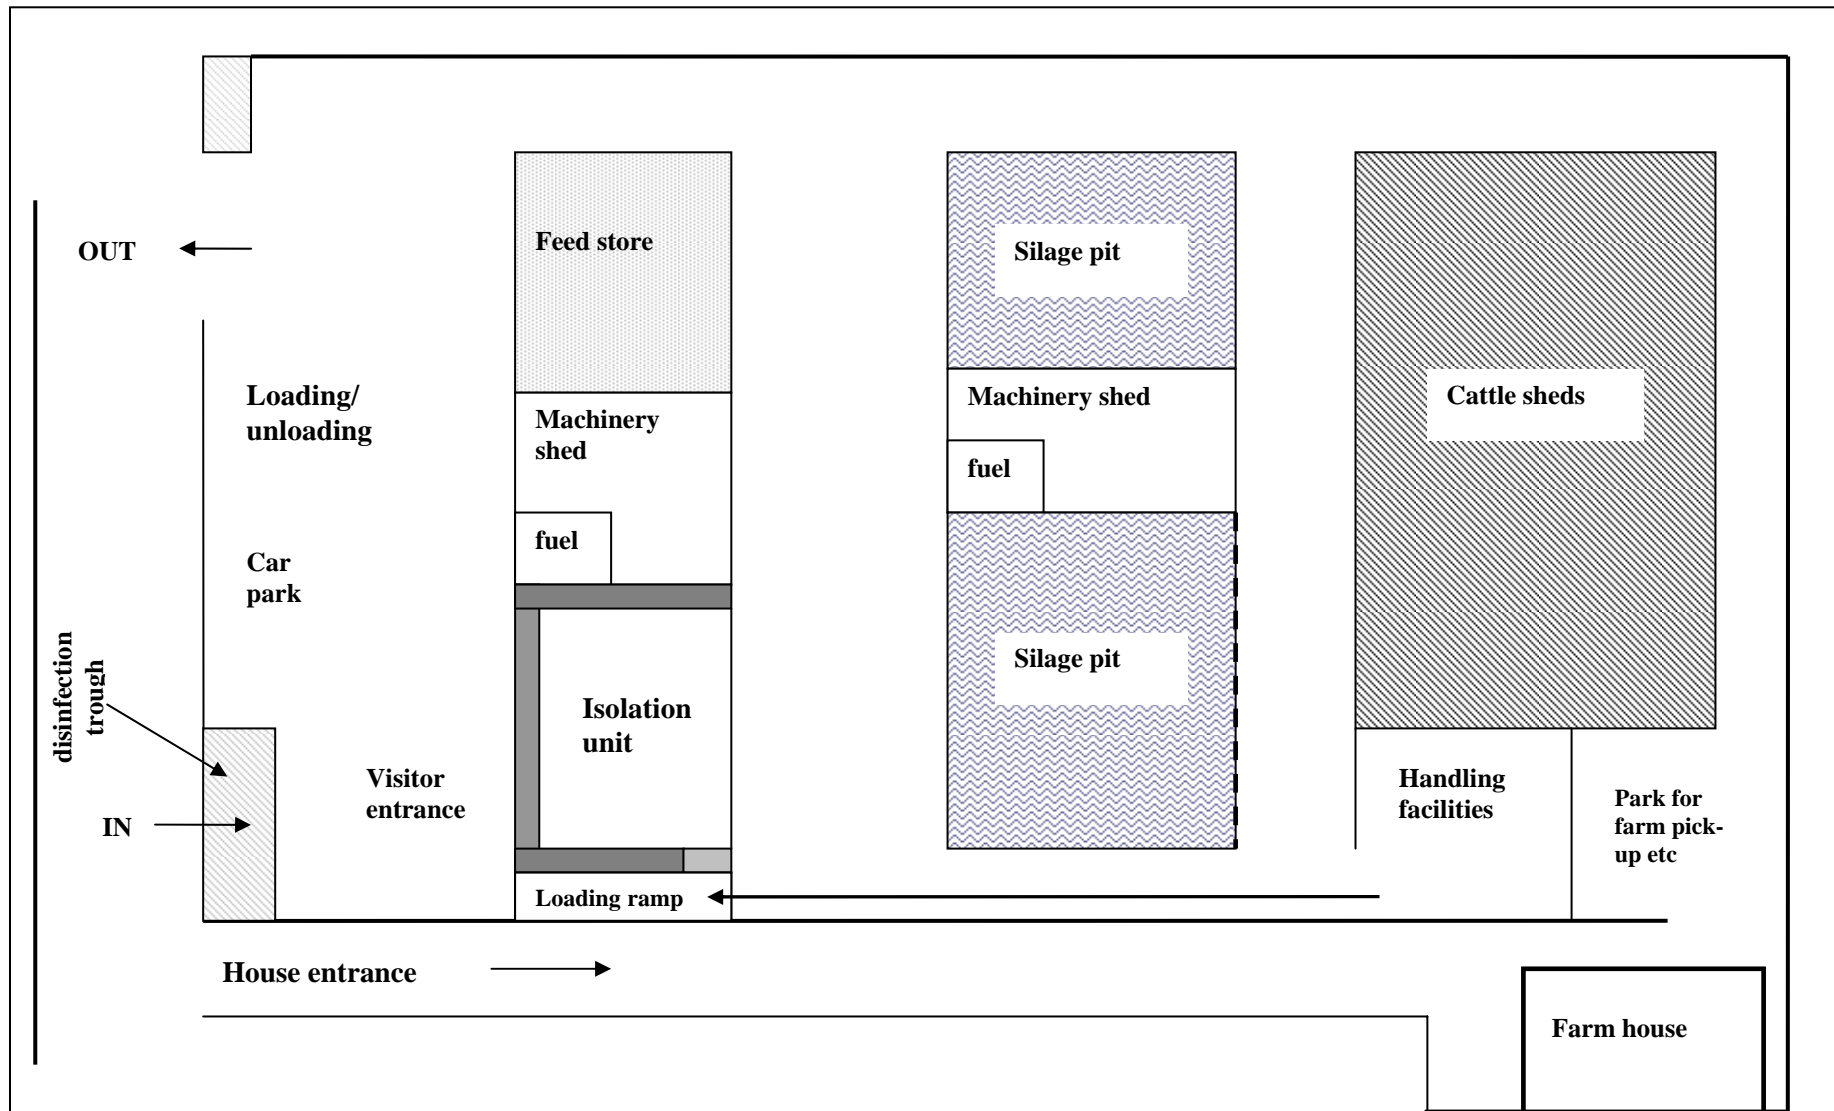 OUT
Feed store
Silage pit
Loading/
unloading
Machinery
shed
Machinery shed
Cattle sheds
fuel
fuel
Car
park
disinfection
trough
Isolation
unit
Silage pit
Visitor
entrance
Handling
facilities
Park for
farm pick-
up etc
IN
Loading ramp
House entrance
Farm house